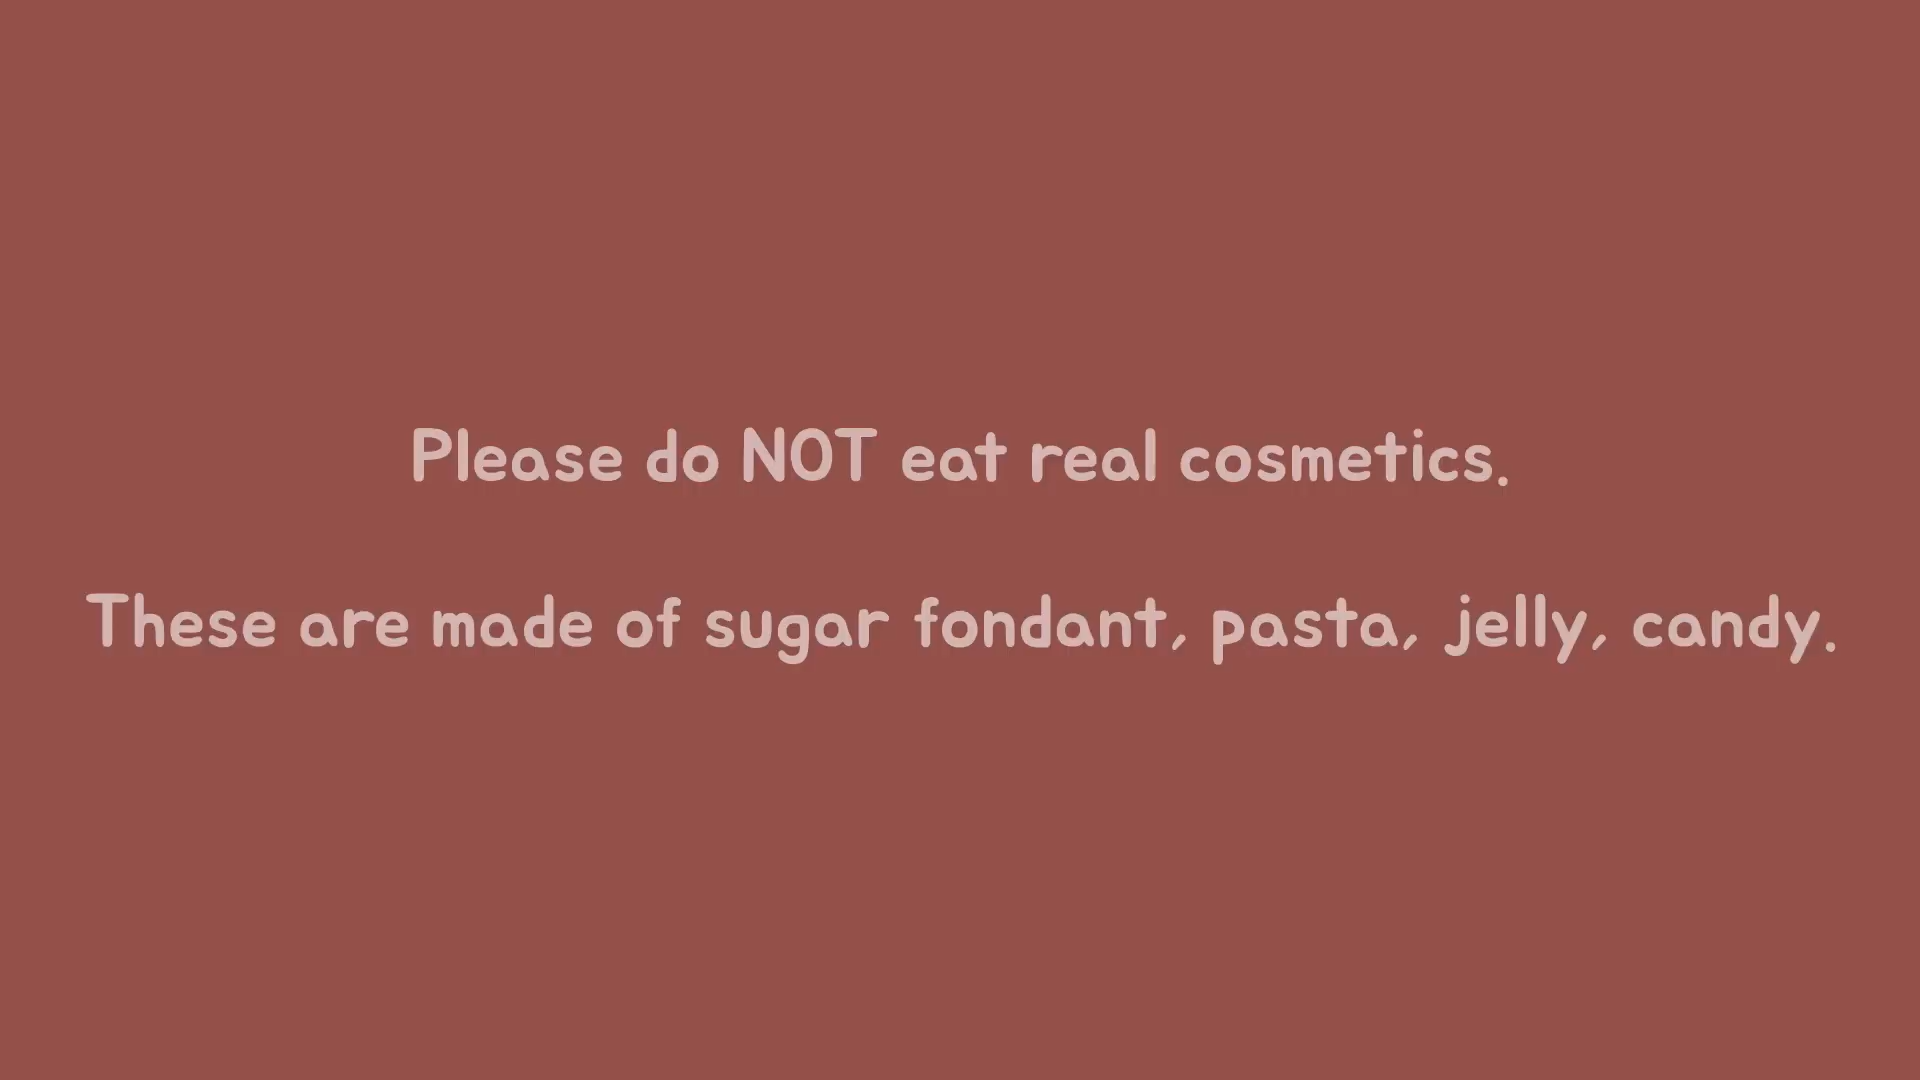 Please do NOT eat real cosmetics.
These are made of sugar fondant, pasta, jelly, candy.